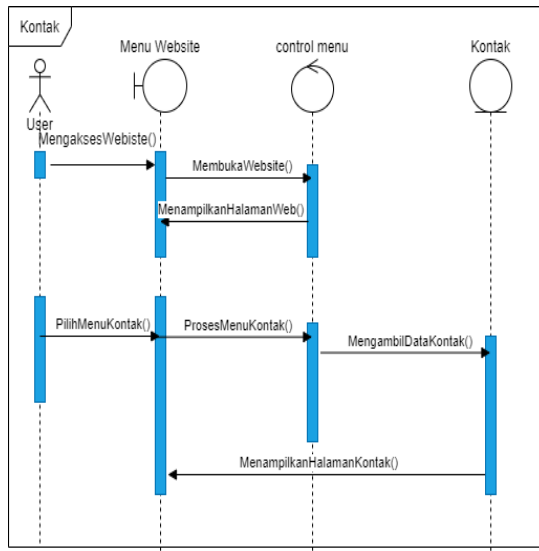 Kontak
Menu Website
control menu
Kontak
User
MengaksesWebiste()
MembukaWebsite()
MenampilkanHalamanWeb()
PilihMenuKontak()
ProsesMenuKontak()
MengambilDataKontak()
MenampilkanHalamanKontak()